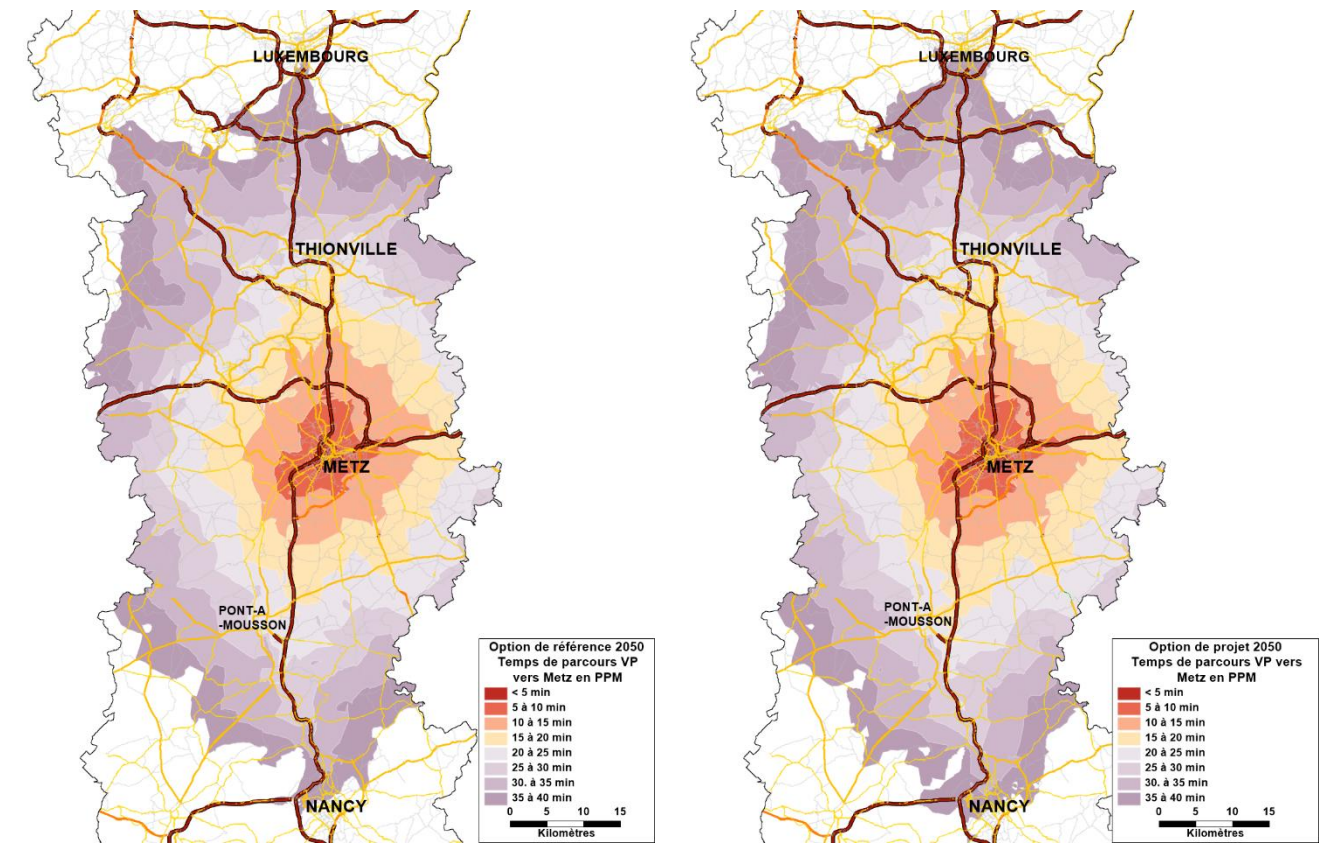 LUXEMBOURG
THIONVILLE
METZ
PONT-A
-MOUSSON
NANCY
Option de référence 2050
Temps de parcours VP
vers Metz en PPM
< 5 min
5 à 10 min
10 à 15 min
15 à 20 min
20 à 25 min
25 à 30 min
30. à 35 min
35 à 40 min
0 5 10 15
Kilomètres
LUXEMBOURG
THIONVILLE
METZ
PONT-A
-MOUSSON
NANCY
Option de projet 2050
Temps de parcours VP vers
Metz en PPM
< 5 min
5 à 10 min
10 à 15 min
15 à 20 min
20 à 25 min
25 à 30 min
30. à 35 min
35 à 40 min
0 5 10 15
Kilomètres